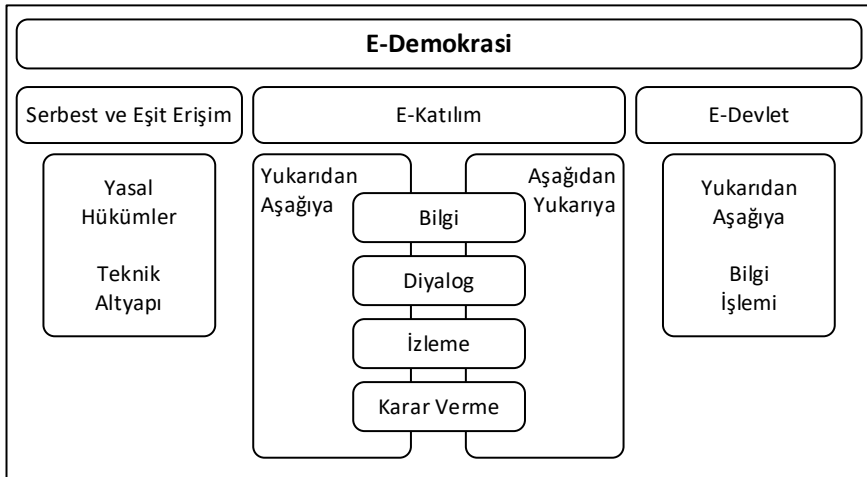 E-Demokrasi
Serbest ve Eşit Erişim
E-Katılım
E-Devlet
Yasal
Hükümler
Teknik
Altyapı
Yukarıdan
Aşağıya
Aşağıdan
Yukarıya
Bilgi
Diyalog
İzleme
Karar Verme
Yukarıdan
Aşağıya
Bilgi
İşlemi